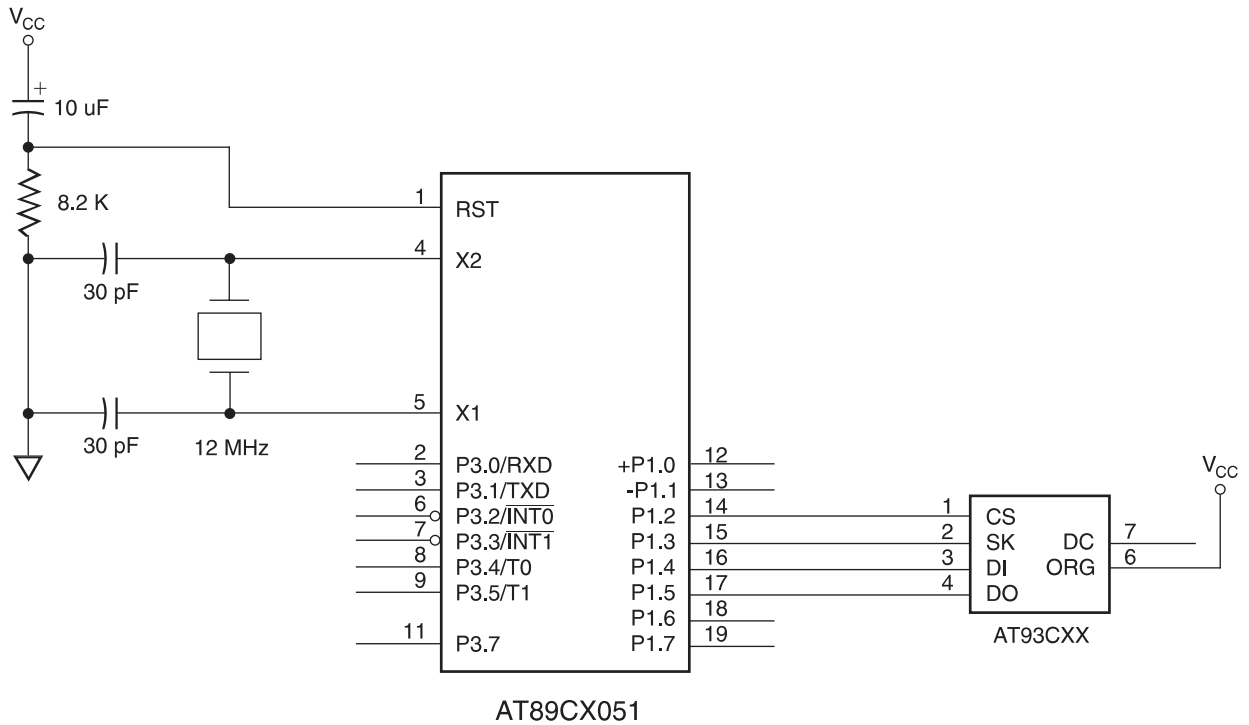 VCC
+
10 uF
8.2 K
30 pF
30 pF
12 MHz
1 RST
4 X2
5 X1
2 P3.0/RXD
3 P3.1/TXD
6 P3.2/INT0
7 P3.3/INT1
8 P3.4/T0
9 P3.5/T1
11 P3.7
+P1.0 12
-P1.1 13
P1.2 14
P1.3 15
P1.4 16
P1.5 17
P1.6 18
P1.7 19
AT89CX051
1 CS
2 SK
3 DI
4 DO
DC 7
ORG 6
VCC
AT93CXX